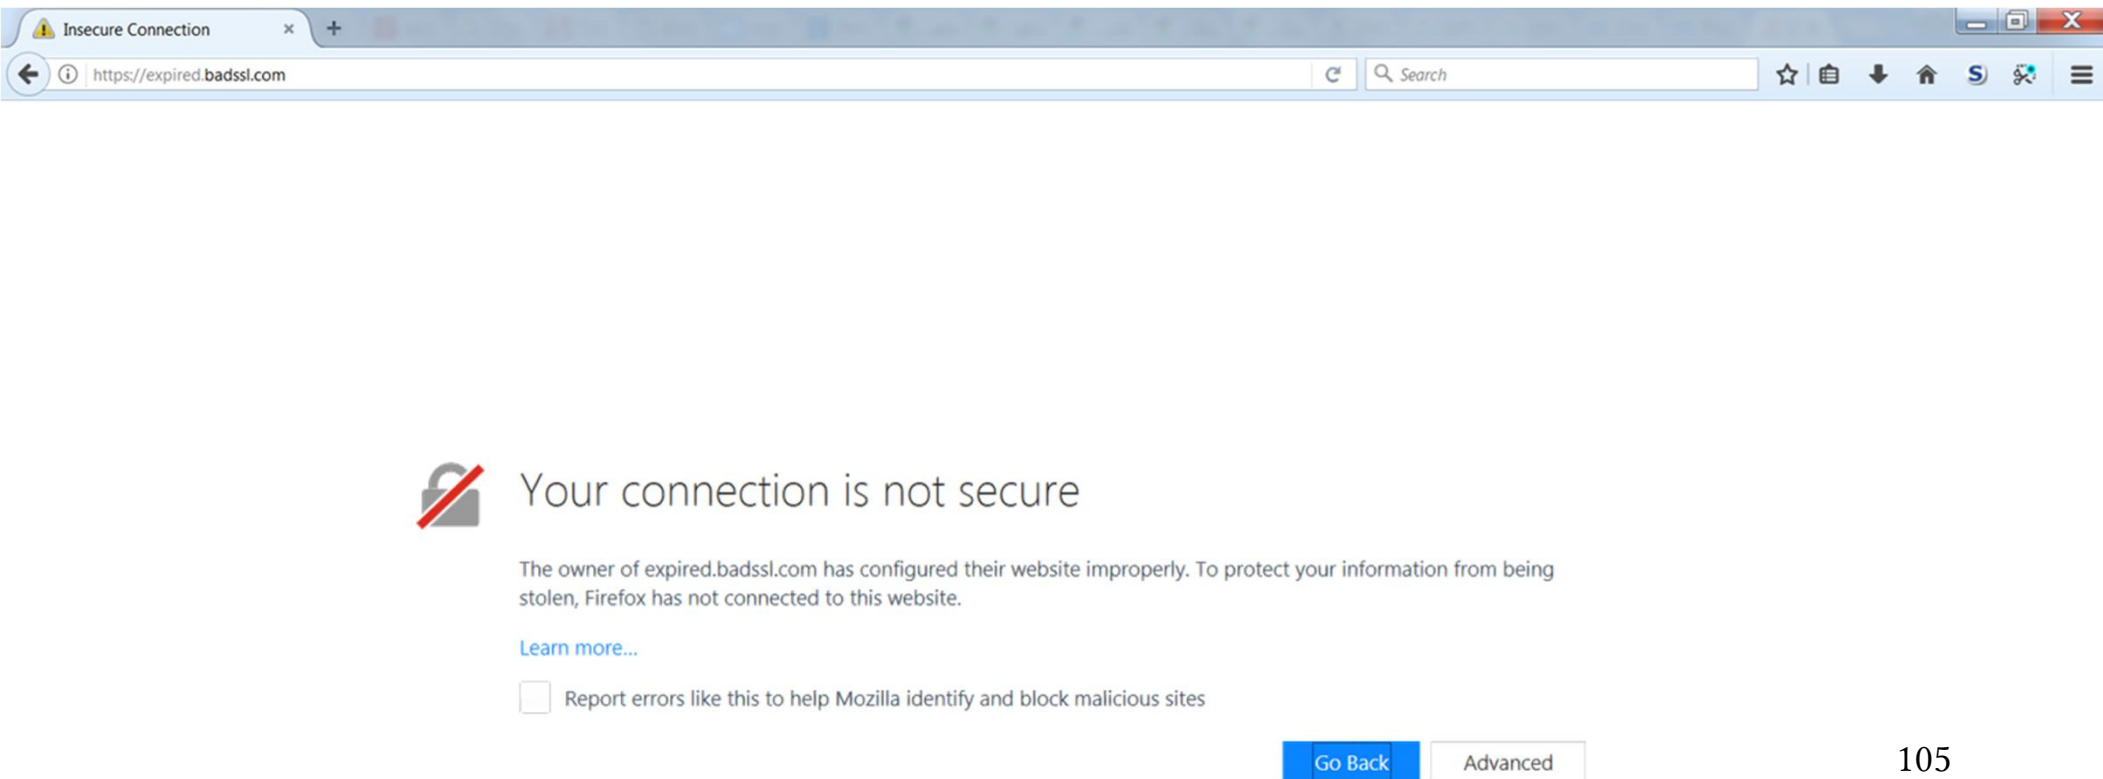 Insecure Connection
https://expired.badssl.com
Search
S
Your connection is not secure
The owner of expired.badssl.com has configured their website improperly. To protect your information from being
stolen, Firefox has not connected to this website.
Learn more...
Report errors like this to help Mozilla identify and block malicious sites
Go Back
Advanced
105